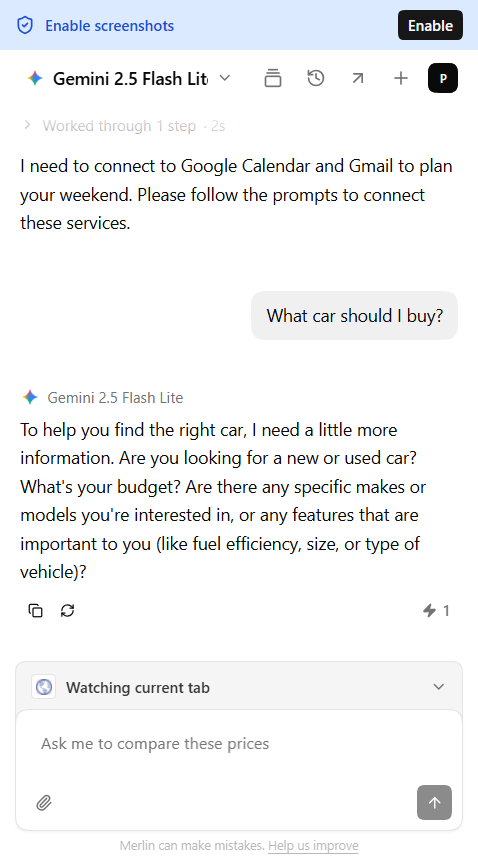 Enable screenshots
Enable
Gemini 2.5 Flash Lit
P
Worked through 1 step · 2s
I need to connect to Google Calendar and Gmail to plan
your weekend. Please follow the prompts to connect
these services.
What car should I buy?
Gemini 2.5 Flash Lite
To help you find the right car, I need a little more
information. Are you looking for a new or used car?
What's your budget? Are there any specific makes or
models you're interested in, or any features that are
important to you (like fuel efficiency, size, or type of
vehicle)?
1
Watching current tab
Ask me to compare these prices
Merlin can make mistakes. Help us improve